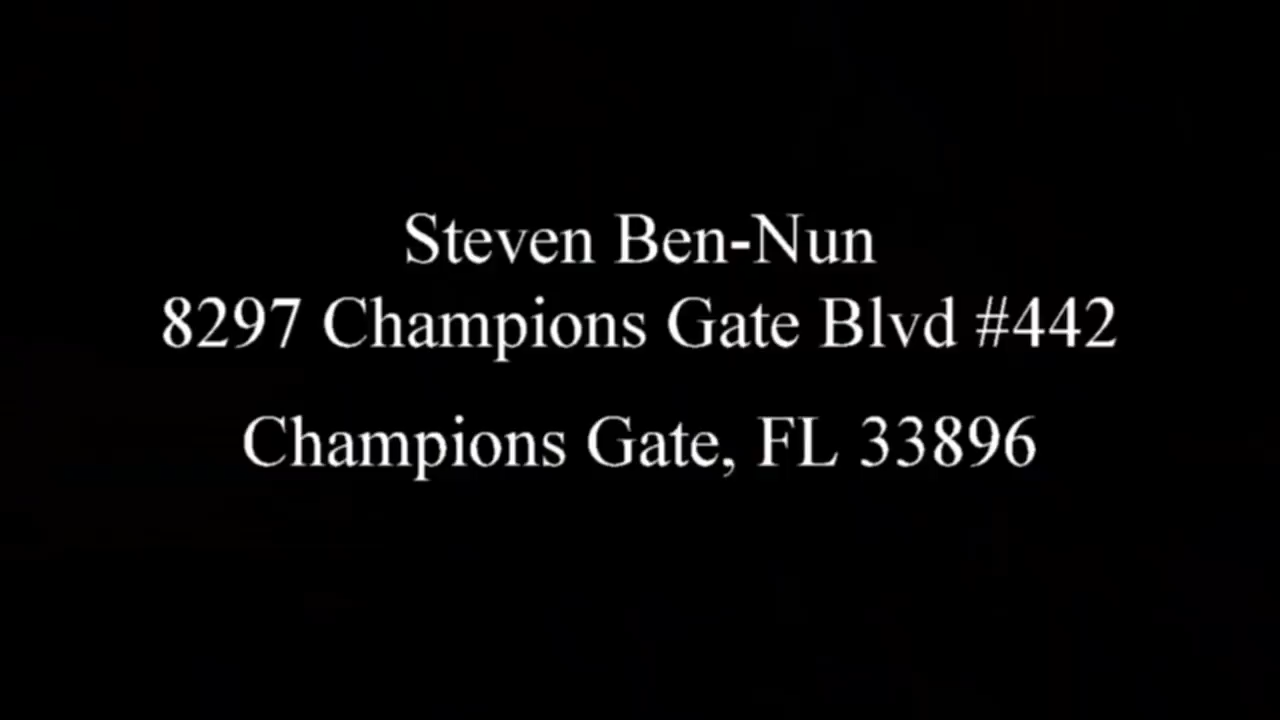 Steven Ben-Nun
8297 Champions Gate Blvd #442
Champions Gate, FL 33896